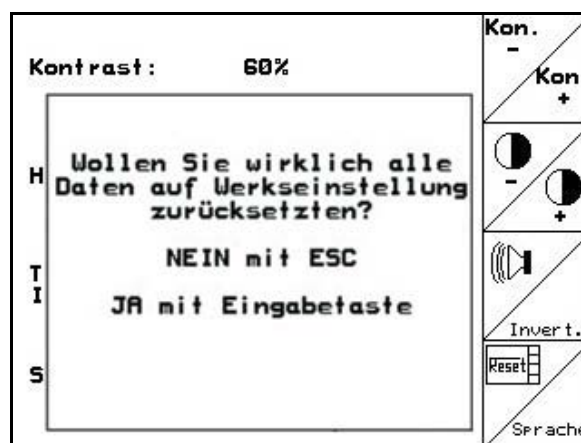 Kon.
-
Kon
+
Kontrast: 60%
H
T
I
S
Wollen Sie wirklich alle
Daten auf Werkseinstellung
zurücksetzten?
NEIN mit ESC
JA mit Eingabetaste
-
+
Invert.
Reset
Sprache